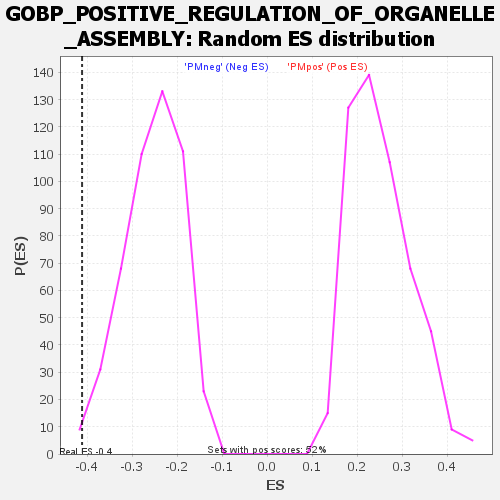 GOBP_POSITIVE_REGULATION_OF_ORGANELLE
_ASSEMBLY: Random ES distribution
'PMneg' (Neg ES) 'PMpos' (Pos ES)
140
130
120
110
100
90
80
70
60
50
40
30
20
10
0
P(ES)
Real ES -0.4
Sets with pos scores: 52%
-0.4 -0.3 -0.2 -0.1 0.0 0.1 0.2 0.3 0.4
ES